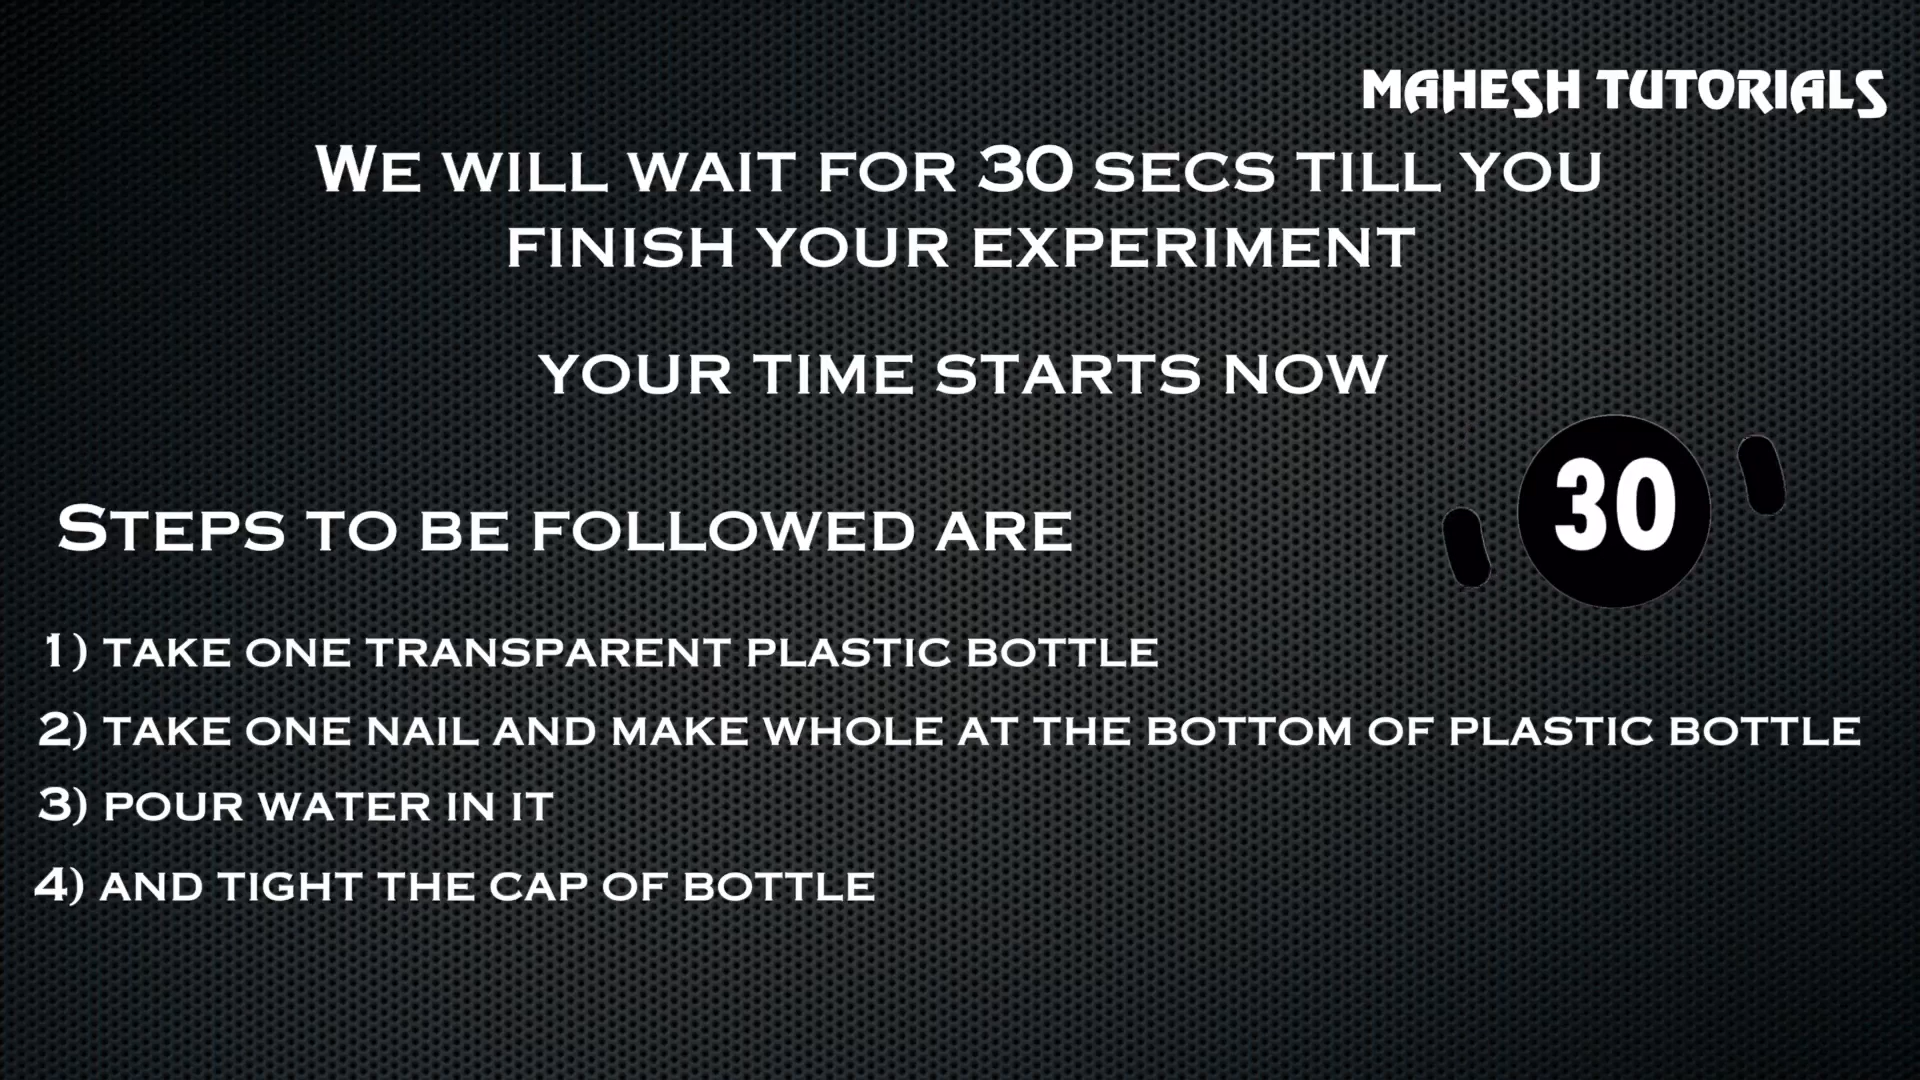 MAHESH TUTORIALS
WE WILL WAIT FOR 30 SECS TILL YOU
FINISH YOUR EXPERIMENT
YOUR TIME STARTS NOW
30
STEPS TO BE FOLLOWED ARE
1) TAKE ONE TRANSPARENT PLASTIC BOTTLE
2) TAKE ONE NAIL AND MAKE WHOLE AT THE BOTTOM OF PLASTIC BOTTLE
3) POUR WATER IN IT
4) AND TIGHT THE CAP OF BOTTLE